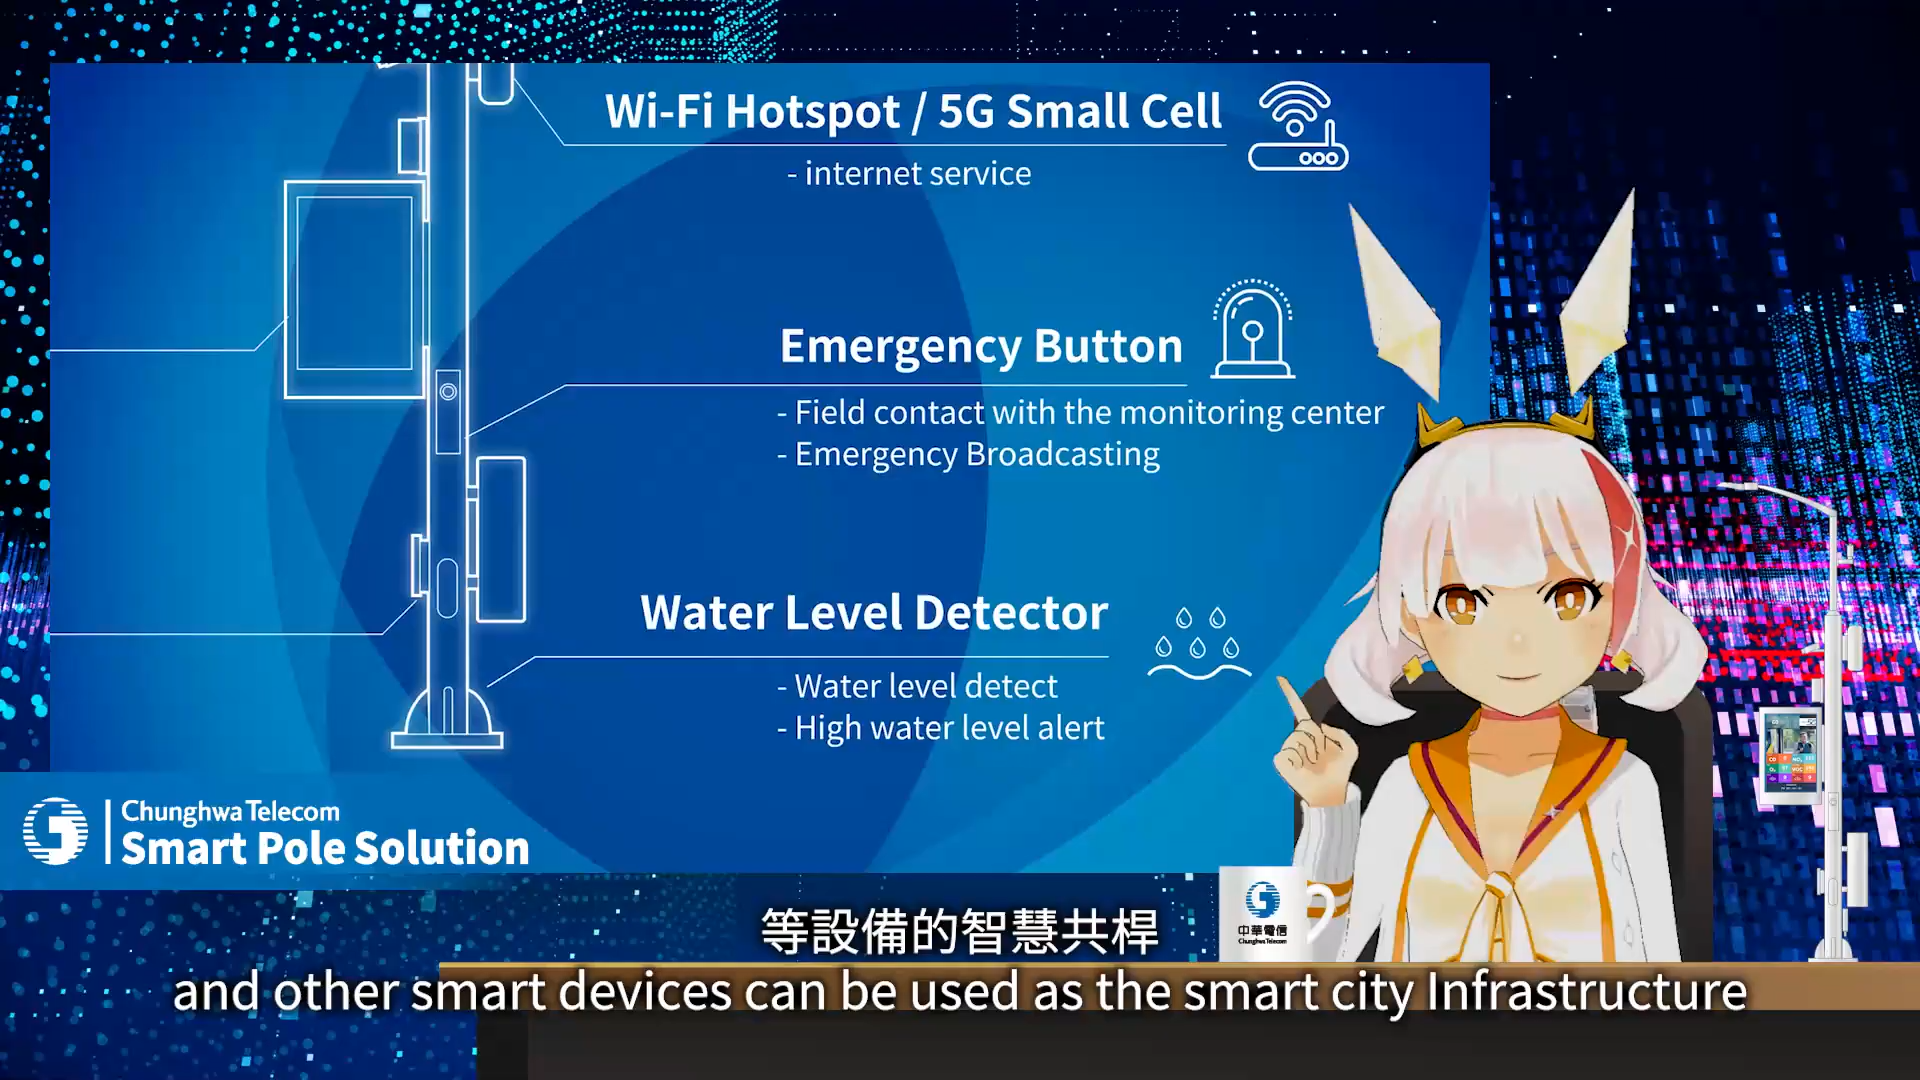 Wi-Fi Hotspot / 5G Small Cell
- internet service
Emergency Button
- Field contact with the monitoring center
- Emergency Broadcasting
Water Level Detector
- Water level detect
- High water level alert
Chunghwa Telecom
Smart Pole Solution
中華電信
Chunghwa Telecom
等設備的智慧共桿
and other smart devices can be used as the smart city Infrastructure